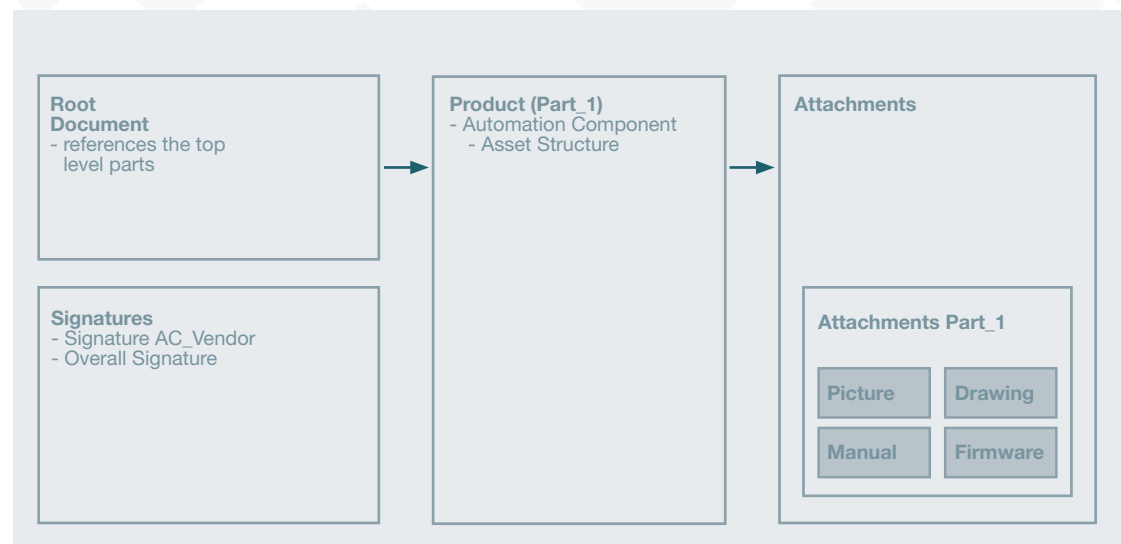 Root
Document
- references the top
level parts
Signatures
- Signature AC_Vendor
- Overall Signature
Product (Part_1)
- Automation Component
- Asset Structure
Attachments
Attachments Part_1
Picture
Drawing
Manual
Firmware